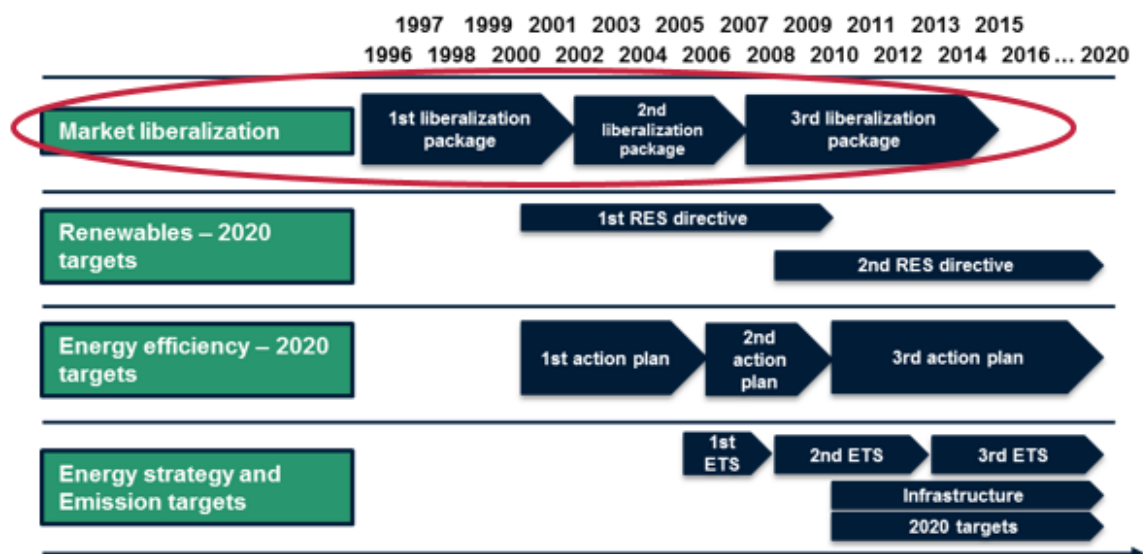 1997 1999 2001 2003 2005 2007 2009 2011 2013 2015
1996 1998 2000 2002 2004 2006 2008 2010 2012 2014 2016 ... 2020
Market liberalization
1st liberalization
package
2nd
liberalization
package
3rd liberalization
package
Renewables – 2020
targets
1st RES directive
2nd RES directive
Energy efficiency – 2020
targets
1st action plan
2nd
action
plan
3rd action plan
Energy strategy and
Emission targets
1st
ETS
2nd ETS
3rd ETS
Infrastructure
2020 targets